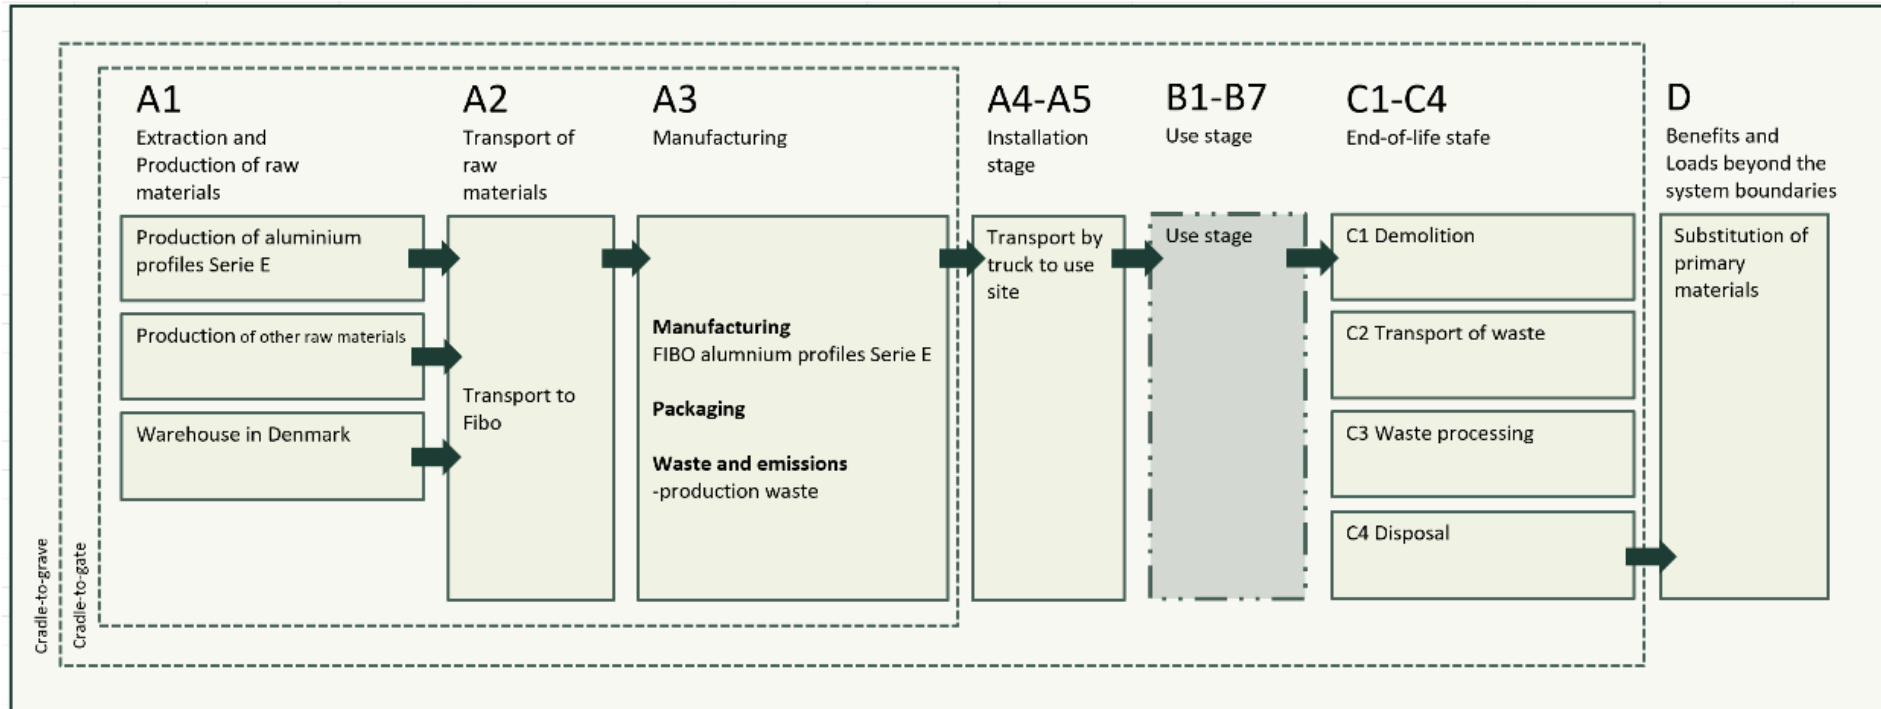 A1
Extraction and
Production of raw
materials
Production of aluminium
profiles Serie E
Production of other raw materials
Warehouse in Denmark
A2
Transport of
raw
materials
Transport to
Fibo
A3
Manufacturing
Manufacturing
FIBO alumnium profiles Serie E
Packaging
Waste and emissions
-production waste
A4-A5
Installation
stage
Transport by
truck to use
site
B1-B7
Use stage
Use stage
C1-C4
End-of-life stafe
C1 Demolition
C2 Transport of waste
C3 Waste processing
C4 Disposal
D
Benefits and
Loads beyond the
system boundaries
Substitution of
primary
materials
Cradle-to-grave
Cradle-to-gate